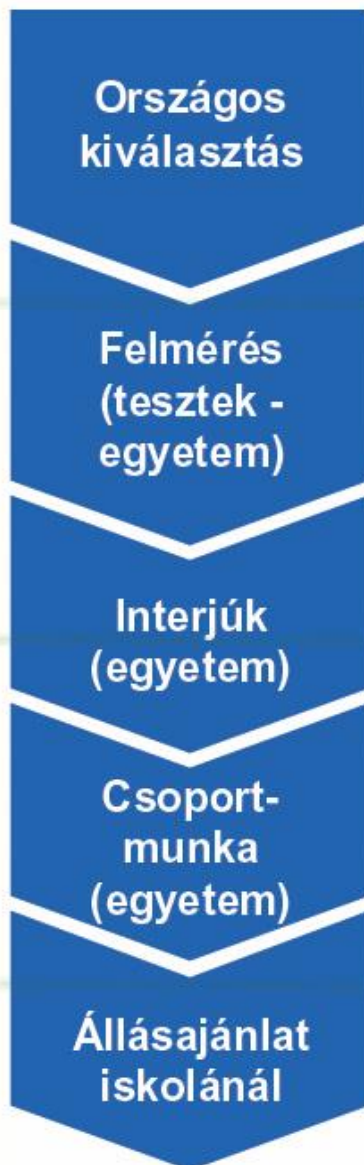 Országos
kiválasztás
Felmérés
(tesztek -
egyetem)
Interjúk
(egyetem)
Csoport-
munka
(egyetem)
Állásajánlat
iskolánál